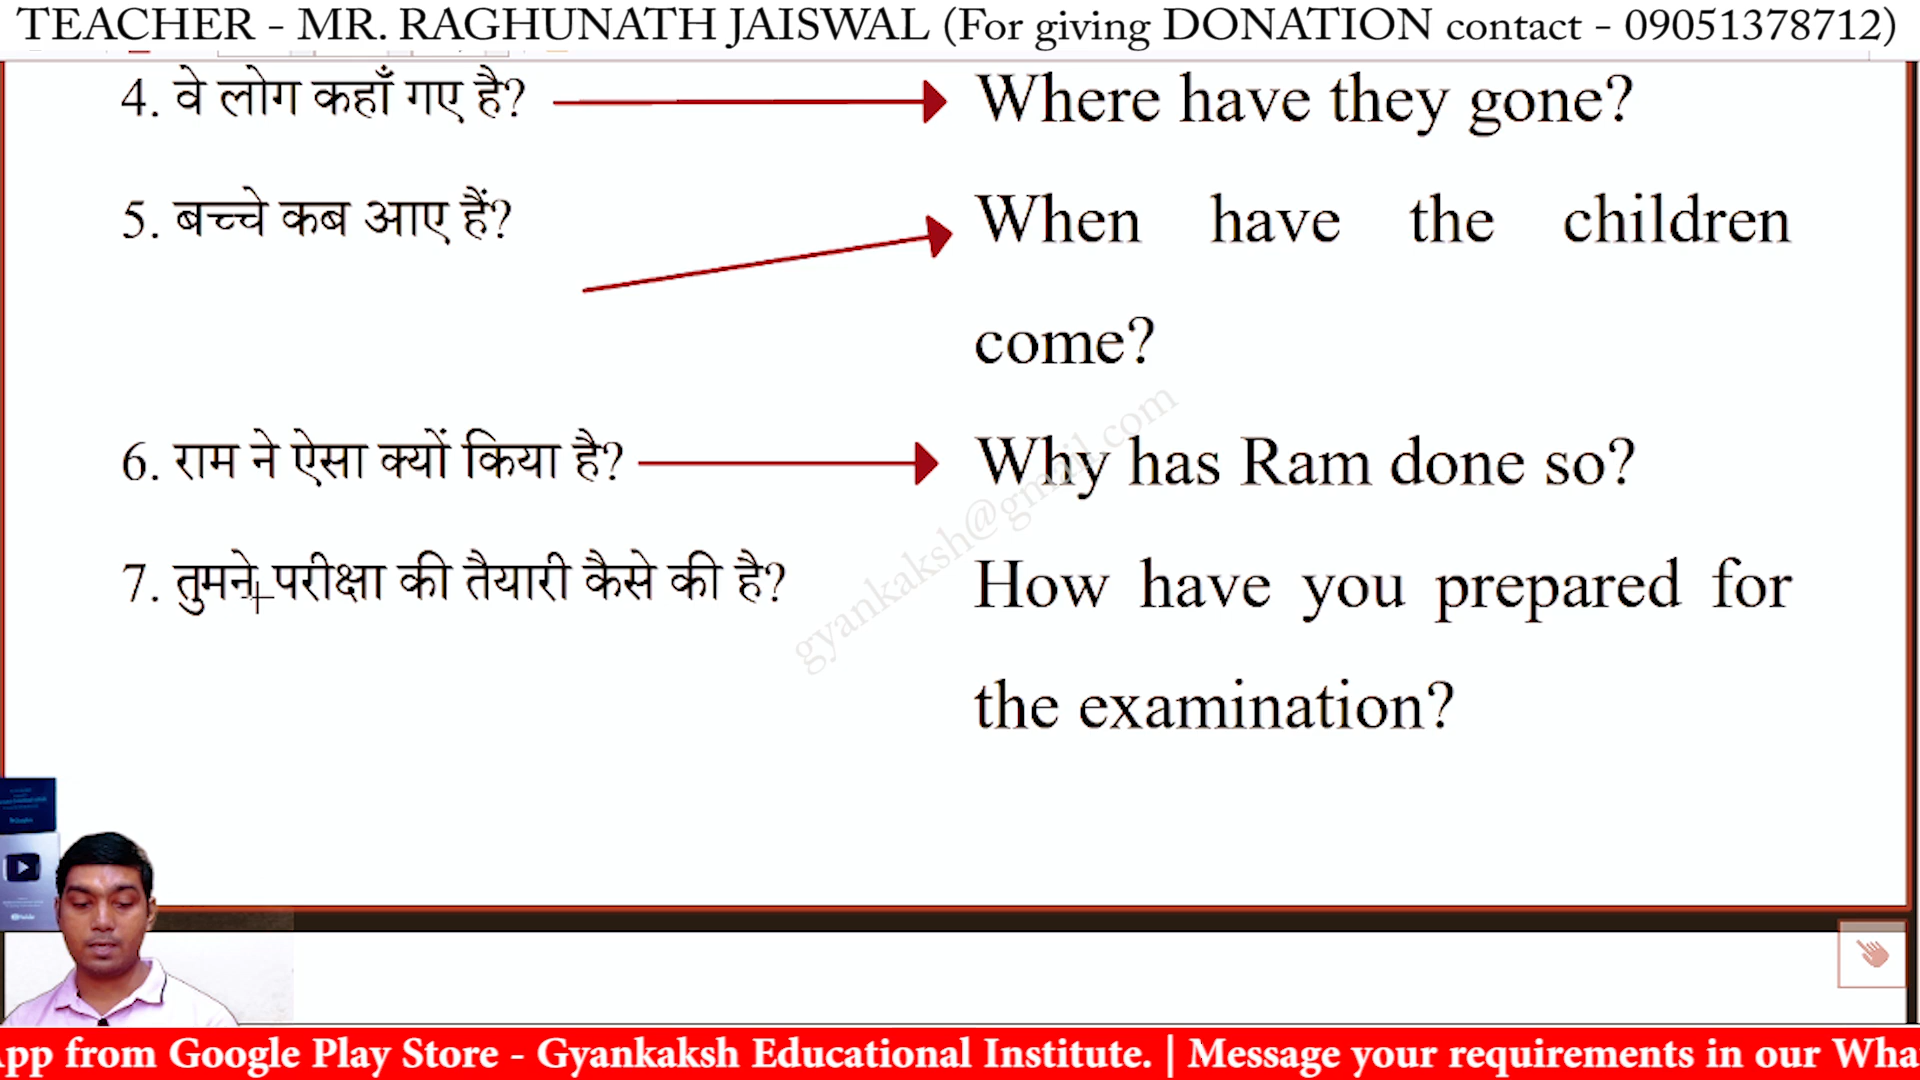 TEACHER - MR. RAGHUNATH JAISWAL (For giving DONATION contact - 09051378712)
4. वे लोग कहाँ गए है? Where have they gone?
5. बच्चे कब आए हैं? When have the children
come?
6. राम ने ऐसा क्यों किया है? Why has Ram done so?
7. तुमने परीक्षा की तैयारी कैसे की है? How have you prepared for
the examination?
gyankaksh@gmail.com
App from Google Play Store - Gyankaksh Educational Institute. | Message your requirements in our Wha